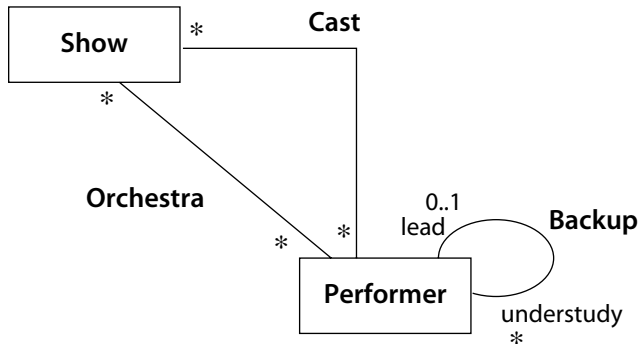 Cast
Show
*
*
Orchestra
*
*
0..1
lead
Backup
Performer
understudy
*